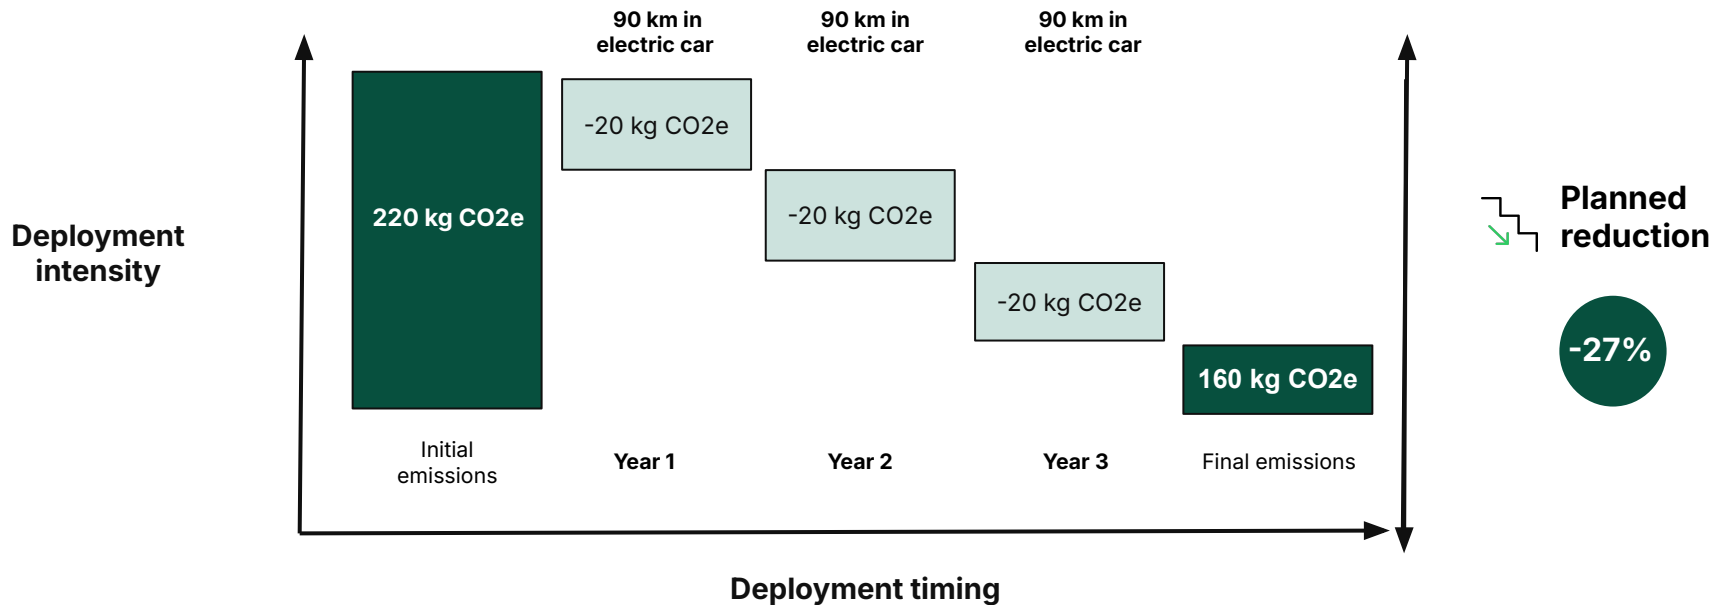 90 km in
electric car
90 km in
electric car
90 km in
electric car
Deployment
intensity
220 kg CO2e
-20 kg CO2e
-20 kg CO2e
-20 kg CO2e
160 kg CO2e
Planned
reduction
-27%
Initial
emissions
Year 1
Year 2
Year 3
Final emissions
Deployment timing